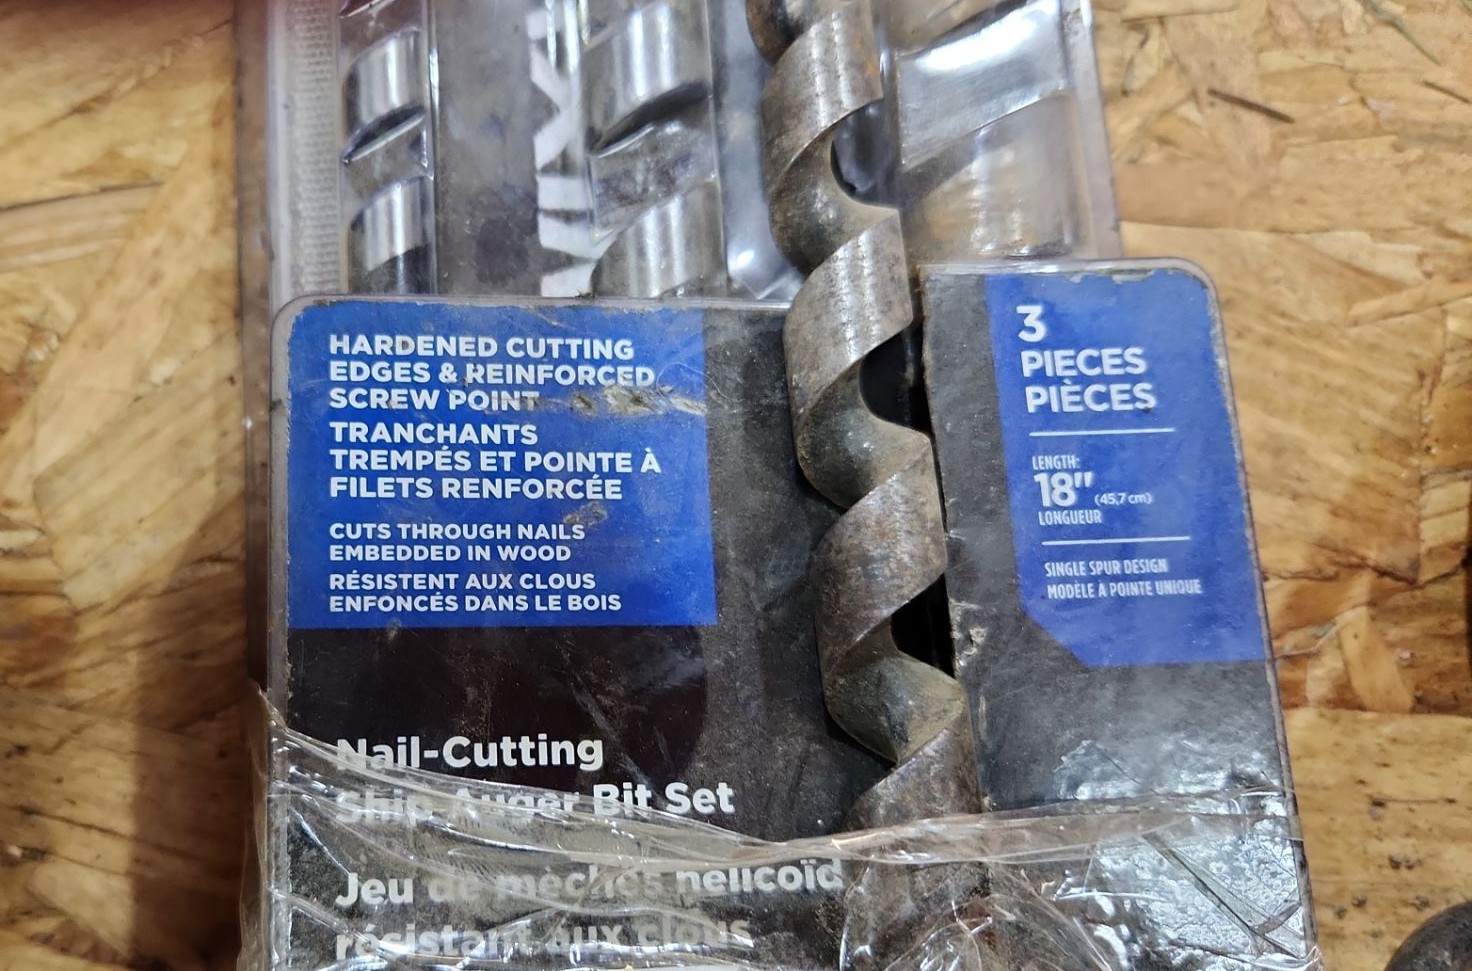 HARDENED CUTTING
EDGES & REINFORCED
SCREW POINT
TRANCHANTS
TREMPÉS ET POINTE À
FILETS RENFORCÉE
CUTS THROUGH NAILS
EMBEDDED IN WOOD
RÉSISTENT AUX CLOUS
ENFONCÉS DANS LE BOIS
Nail-Cutting
Ship Auger Bit Set
Jeu de mèches helicoïd
résistant aux clous
3
PIECES
PIÈCES
LENGTH:
18" (45,7 cm)
LONGUEUR
SINGLE SPUR DESIGN
MODÈLE À POINTE UNIQUE